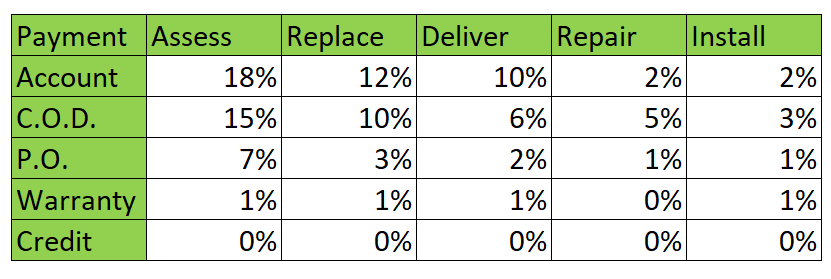 Payment Assess Replace Deliver Repair Install
Account 18% 12% 10% 2% 2%
C.O.D. 15% 10% 6% 5% 3%
P.O. 7% 3% 2% 1% 1%
Warranty 1% 1% 1% 0% 1%
Credit 0% 0% 0% 0% 0%